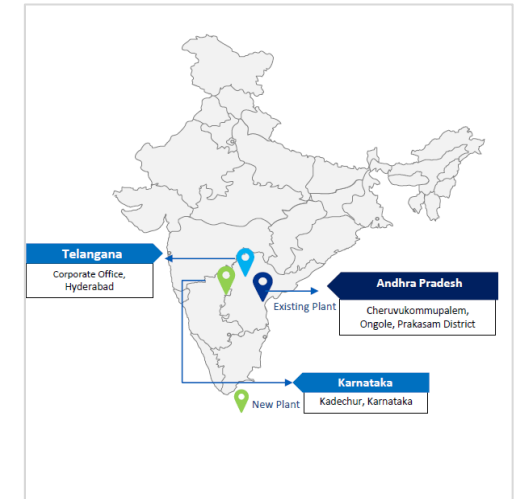 Telangana
Corporate Office,
Hyderabad
Andhra Pradesh
Existing Plant
Cheruvukommupalem,
Ongole, Prakasam District
Karnataka
Kadechur, Karnataka
New Plant